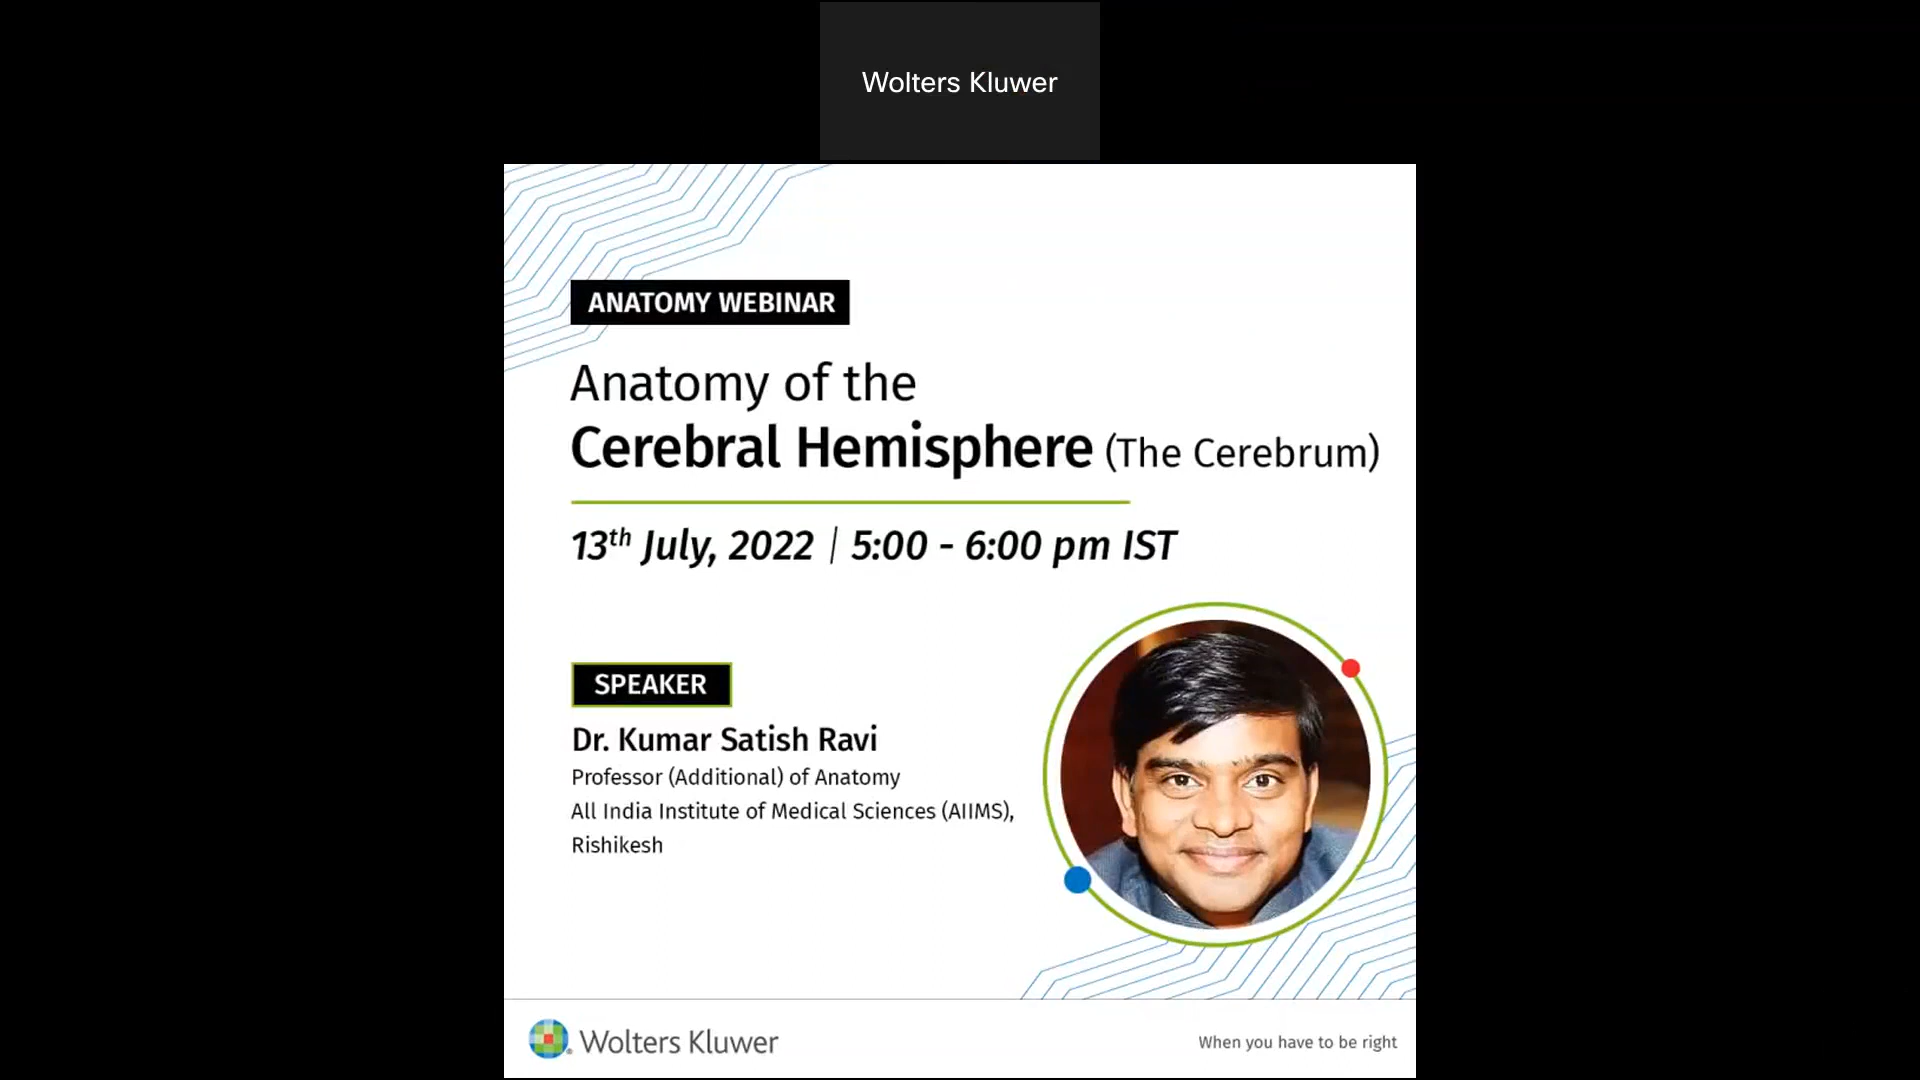 Wolters Kluwer
ANATOMY WEBINAR
Anatomy of the
Cerebral Hemisphere (The Cerebrum)
13th July, 2022 | 5:00 - 6:00 pm IST
SPEAKER
Dr. Kumar Satish Ravi
Professor (Additional) of Anatomy
All India Institute of Medical Sciences (AIIMS),
Rishikesh
Wolters Kluwer
When you have to be right